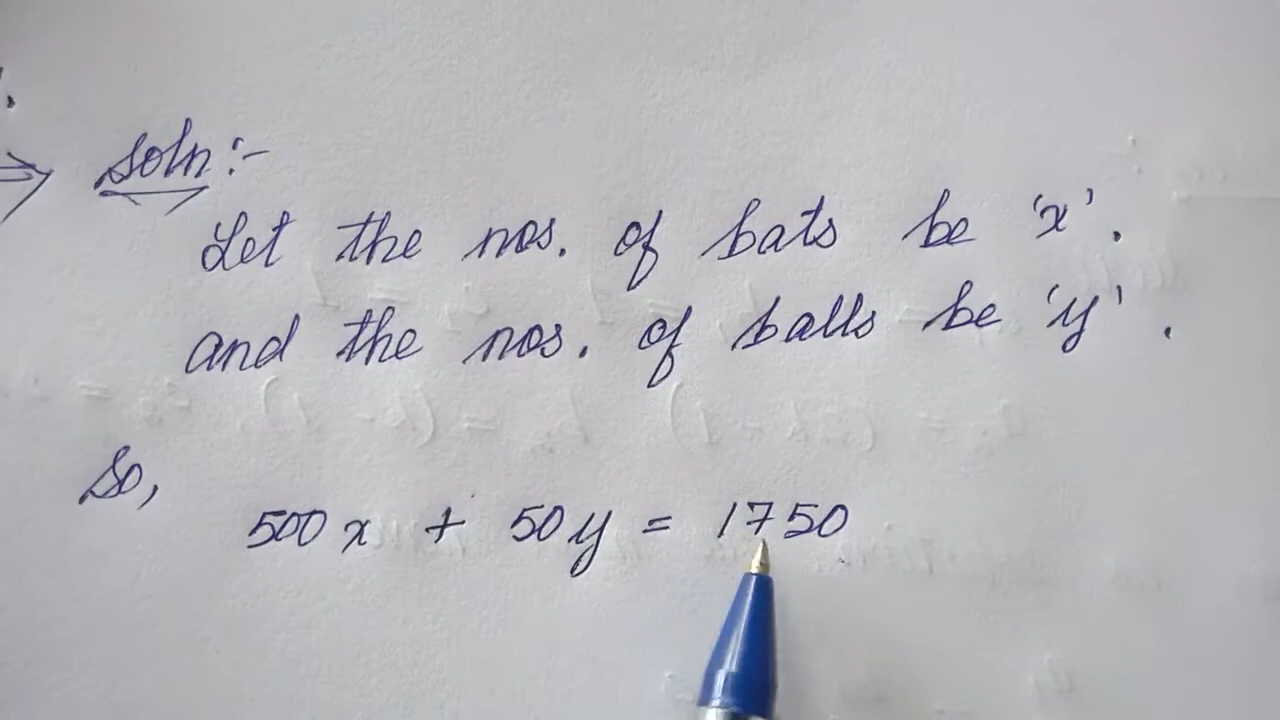 Soln:-
Let the nos. of bats be 'x'.
and the nos. of balls be 'y'.
So,
500x + 50y = 1750